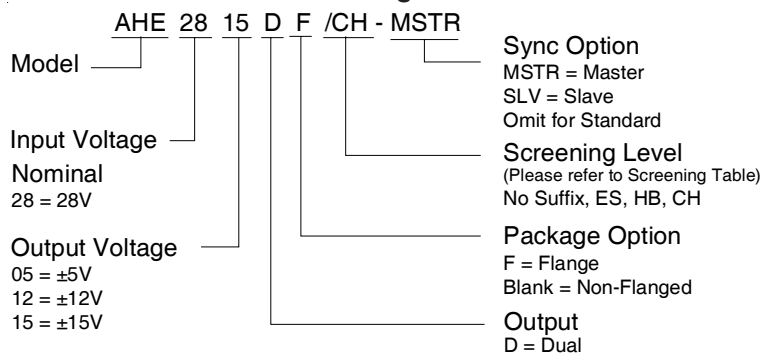 AHE 28 15 D F /CH - MSTR
Model
Input Voltage
Nominal
28 = 28V
Output Voltage
05 = ±5V
12 = ±12V
15 = ±15V
Sync Option
MSTR = Master
SLV = Slave
Omit for Standard
Screening Level
(Please refer to Screening Table)
No Suffix, ES, HB, CH
Package Option
F = Flange
Blank = Non-Flanged
Output
D = Dual